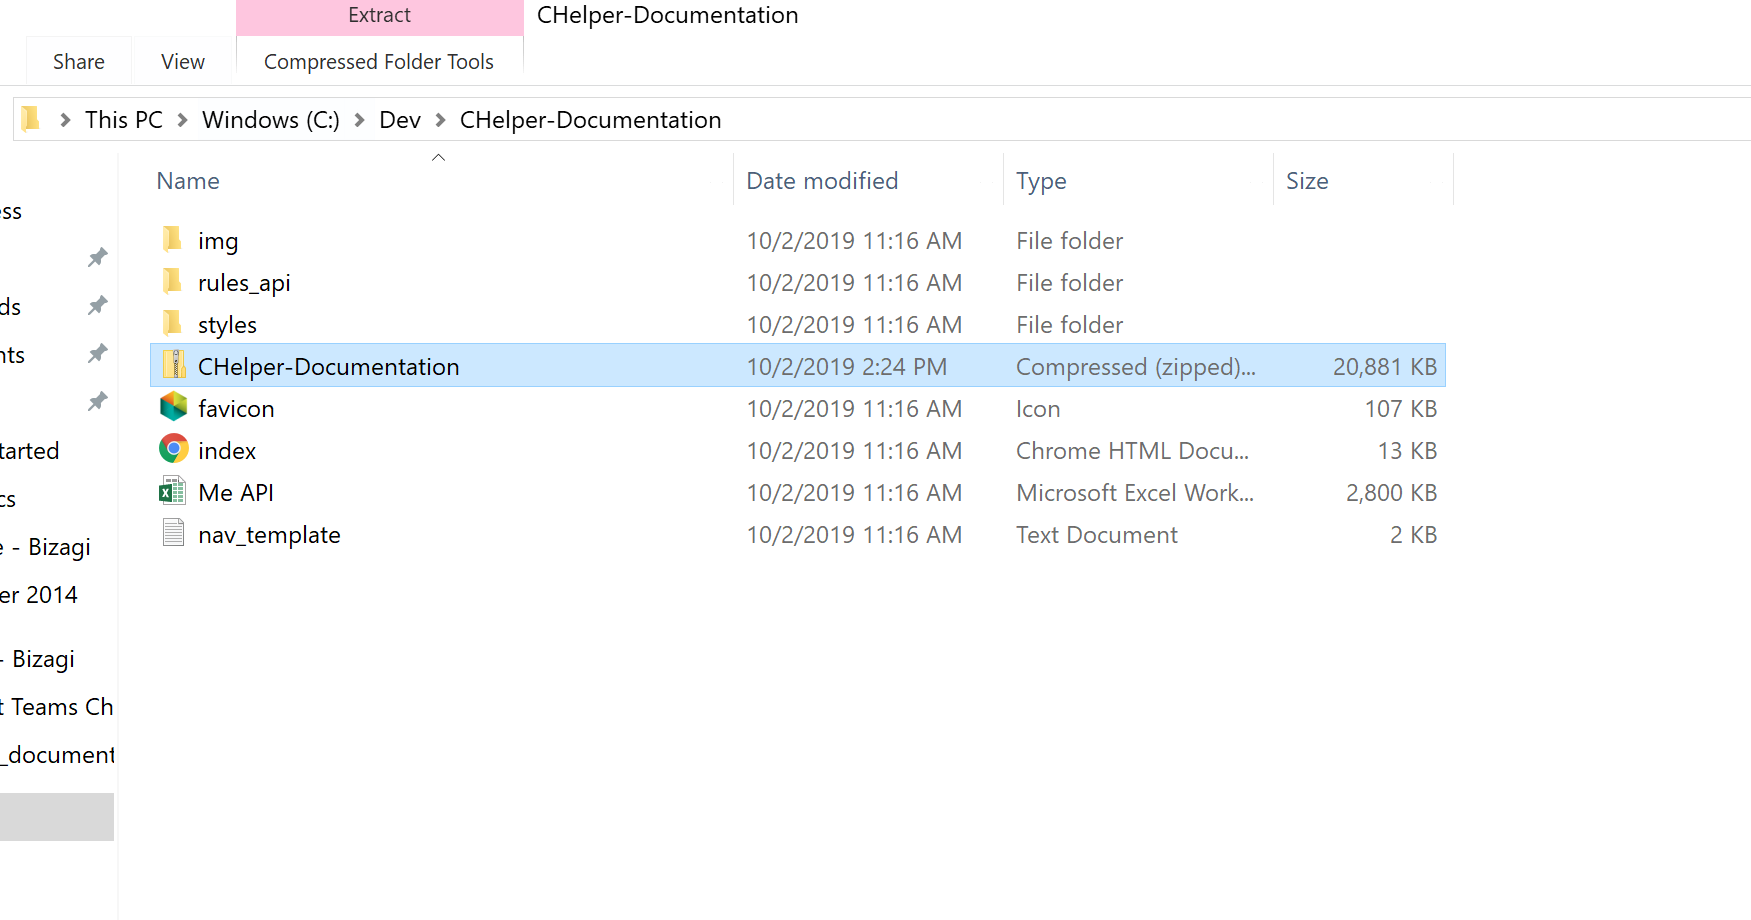 Extract
CHelper-Documentation
Share
View
Compressed Folder Tools
This PC
Windows (C:)
Dev
CHelper-Documentation
Name
Date modified
Type
Size
img
10/2/2019 11:16 AM
File folder
rules_api
10/2/2019 11:16 AM
File folder
styles
10/2/2019 11:16 AM
File folder
CHelper-Documentation
10/2/2019 2:24 PM
Compressed (zipped)...
20,881 KB
favicon
10/2/2019 11:16 AM
Icon
107 KB
index
10/2/2019 11:16 AM
Chrome HTML Docu...
13 KB
Me API
10/2/2019 11:16 AM
Microsoft Excel Work...
2,800 KB
nav_template
10/2/2019 11:16 AM
Text Document
2 KB
ess
ds
nts
tarted
cs
e - Bizagi
er 2014
- Bizagi
t Teams Ch
_document